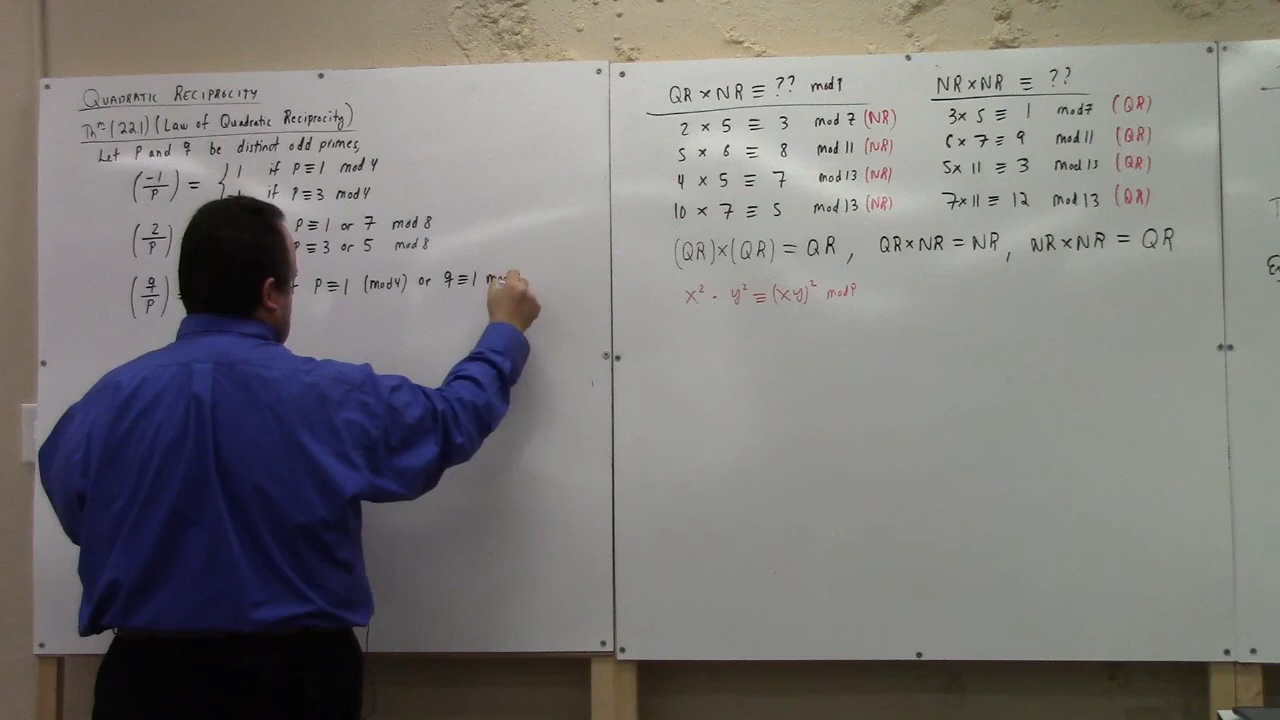 QUADRATIC RECIPROCITY
Thm (22.1) (Law of Quadratic Reciprocity)
Let p and q be distinct odd primes,
(-1/p) = { 1 if p ≡ 1 mod 4
-1 if p ≡ 3 mod 4
(2/p) p ≡ 1 or 7 mod 8
p ≡ 3 or 5 mod 8
(q/p) = p ≡ 1 (mod 4) or q ≡ 1
QR × NR ≡ ?? mod p
2 × 5 ≡ 3 mod 7 (NR)
5 × 6 ≡ 8 mod 11 (NR)
4 × 5 ≡ 7 mod 13 (NR)
10 × 7 ≡ 5 mod 13 (NR)
NR × NR ≡ ??
3 × 5 ≡ 1 mod 7 (QR)
6 × 7 ≡ 9 mod 11 (QR)
5 × 11 ≡ 3 mod 13 (QR)
7 × 11 ≡ 12 mod 13 (QR)
(QR) × (QR) = QR, QR × NR = NR, NR × NR = QR
x² · y² ≡ (xy)² mod p